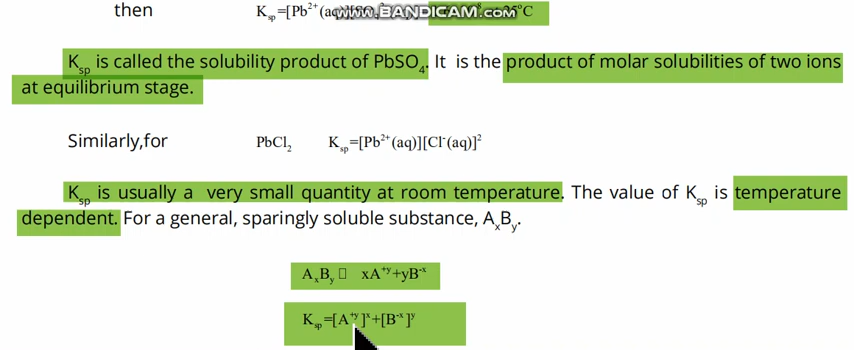 www.BANDICAM.com
then K_sp=[Pb²⁺(aq) °C
K_sp is called the solubility product of PbSO₄. It is the product of molar solubilities of two ions
at equilibrium stage.
Similarly,for PbCl₂ K_sp=[Pb²⁺(aq)][Cl⁻(aq)]²
K_sp is usually a very small quantity at room temperature. The value of K_sp is temperature
dependent. For a general, sparingly soluble substance, AₓBᵧ.
AₓBᵧ □ xA⁺ʸ+yB⁻ˣ
K_sp=[A⁺ʸ]ˣ+[B⁻ˣ]ʸ